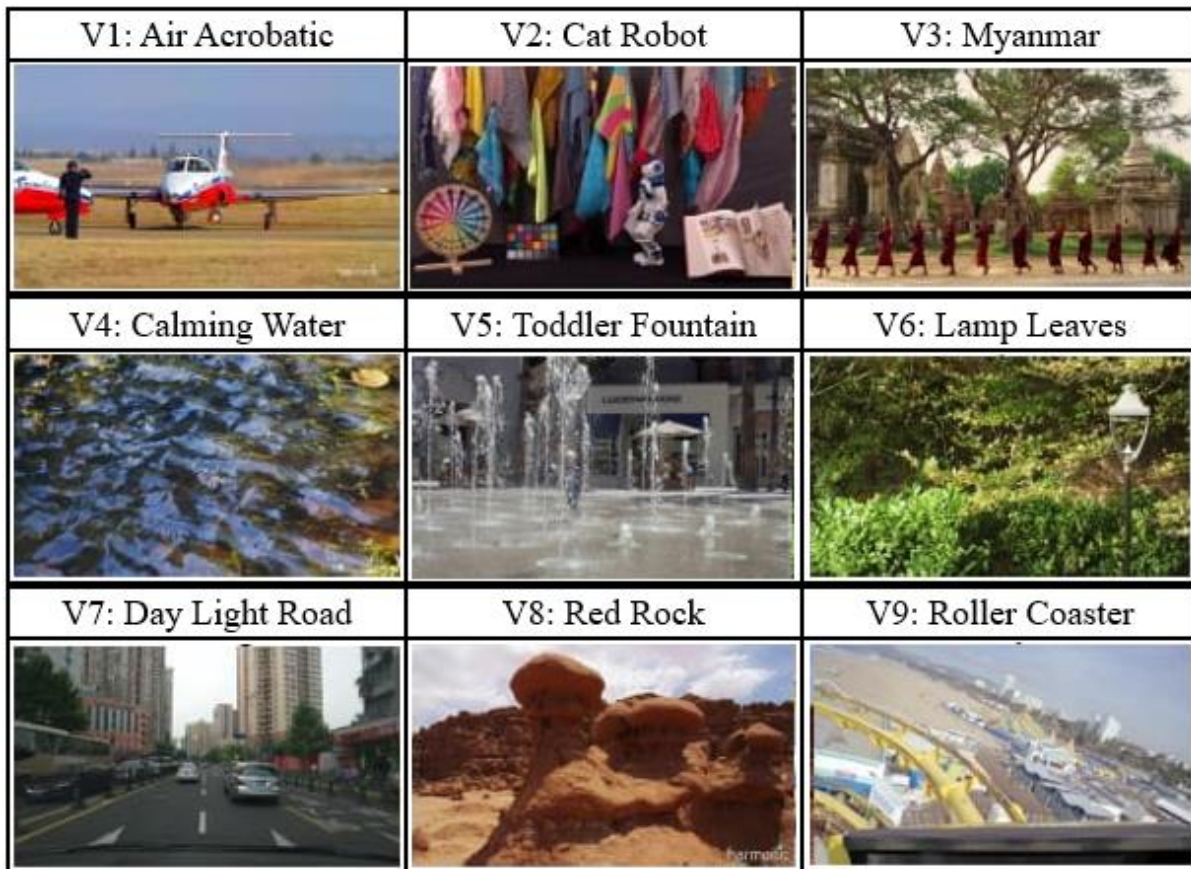 V1: Air Acrobatic
V2: Cat Robot
V3: Myanmar
V4: Calming Water
V5: Toddler Fountain
V6: Lamp Leaves
V7: Day Light Road
V8: Red Rock
V9: Roller Coaster
harmonic